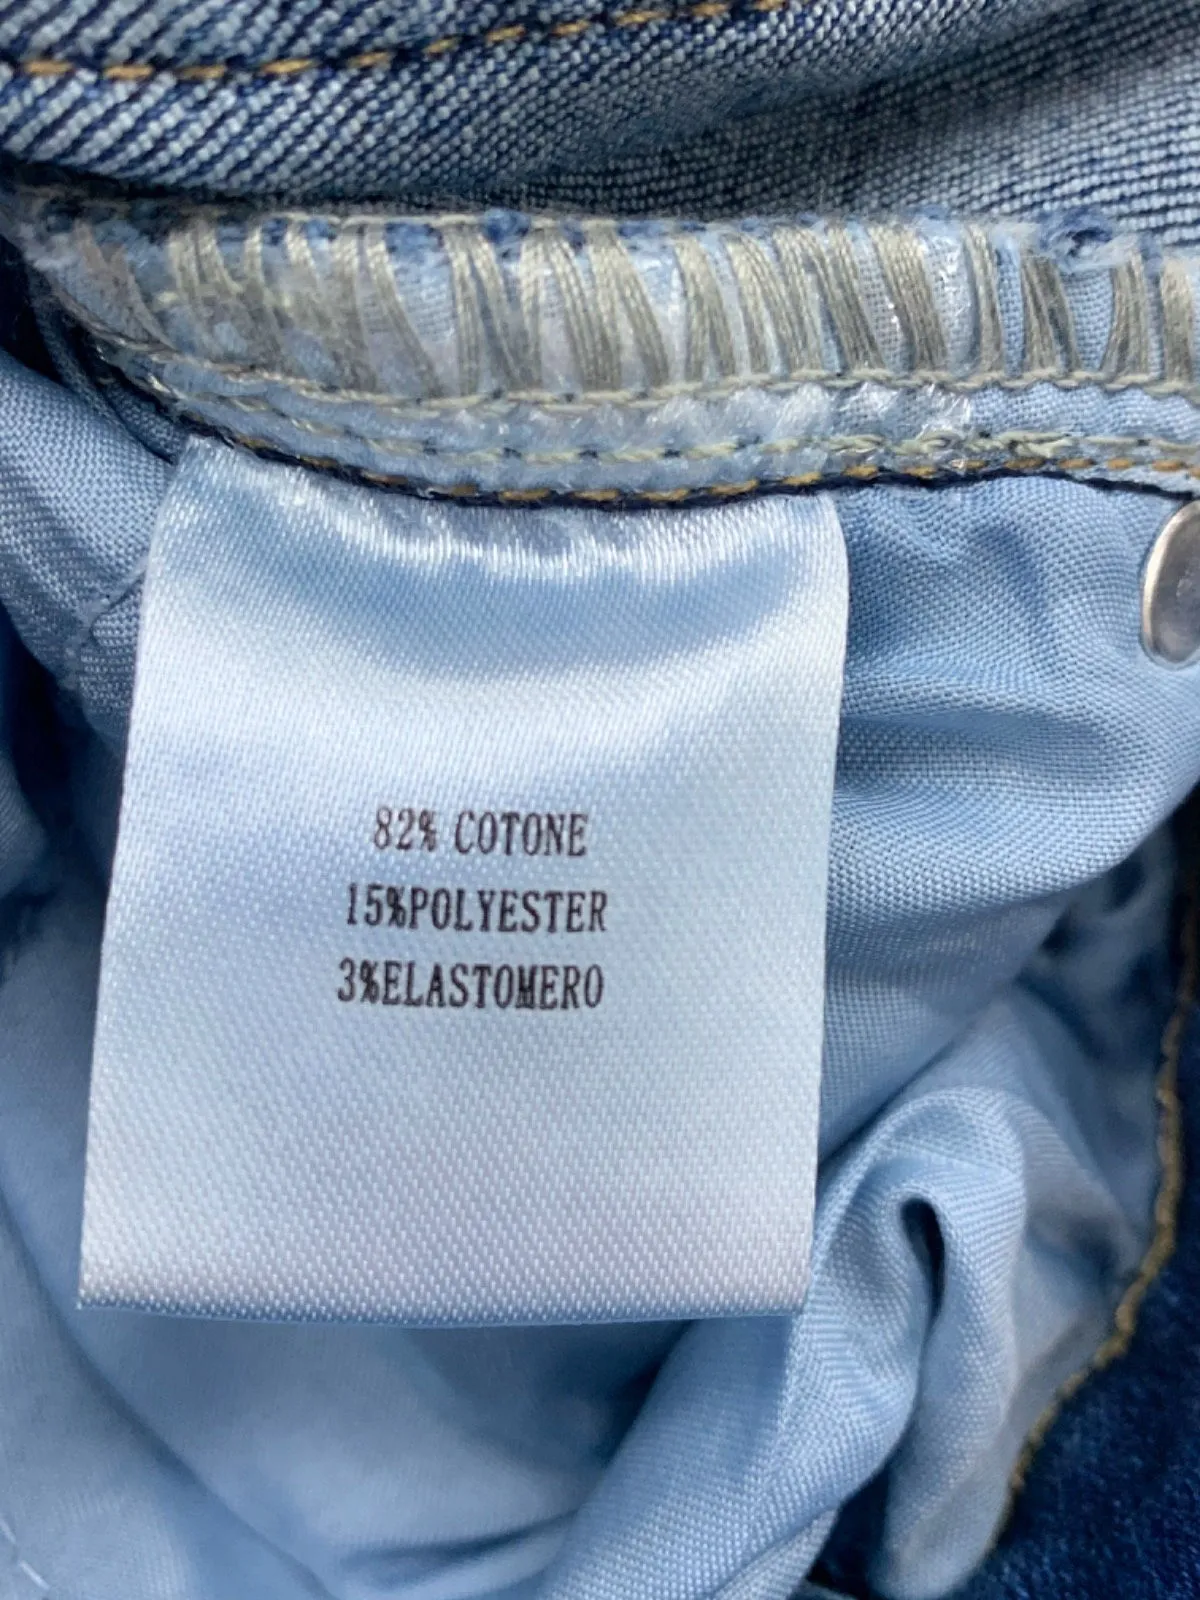 82% COTONE
15%POLYESTER
3%ELASTOMERO